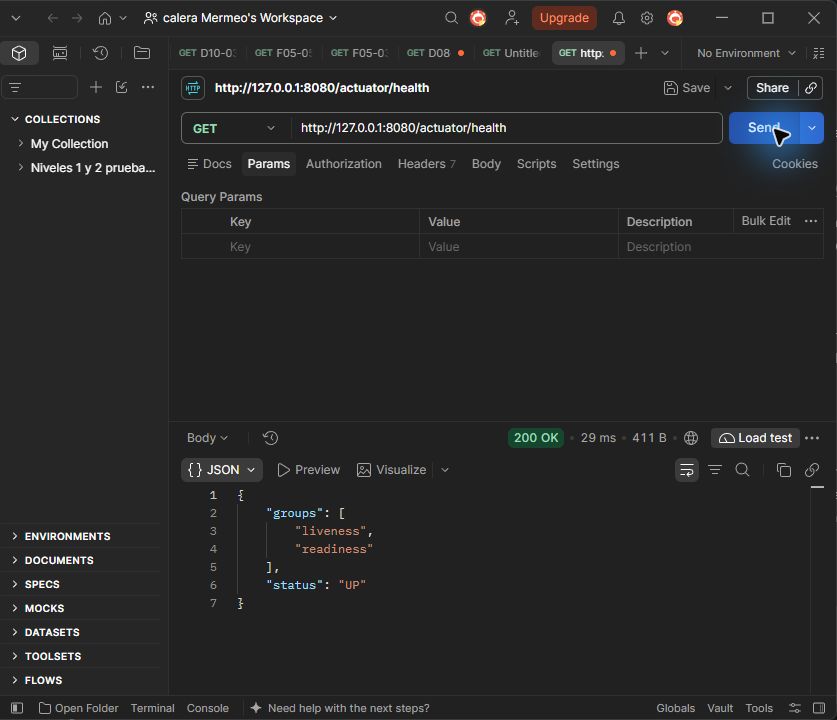 calera Mermeo's Workspace Upgrade
GET D10-03 GET F05-05 GET F05-03 GET D08 GET Untitle GET http: No Environment
HTTP http://127.0.0.1:8080/actuator/health Save Share
GET http://127.0.0.1:8080/actuator/health Send
Docs Params Authorization Headers 7 Body Scripts Settings Cookies
Query Params
Key Value Description Bulk Edit
Key Value Description
COLLECTIONS
My Collection
Niveles 1 y 2 prueba...
ENVIRONMENTS
DOCUMENTS
SPECS
MOCKS
DATASETS
TOOLSETS
FLOWS
Body 200 OK • 29 ms • 411 B • Load test
{ } JSON Preview Visualize
1 {
2 "groups": [
3 "liveness",
4 "readiness"
5 ],
6 "status": "UP"
7 }
Open Folder Terminal Console Need help with the next steps? Globals Vault Tools